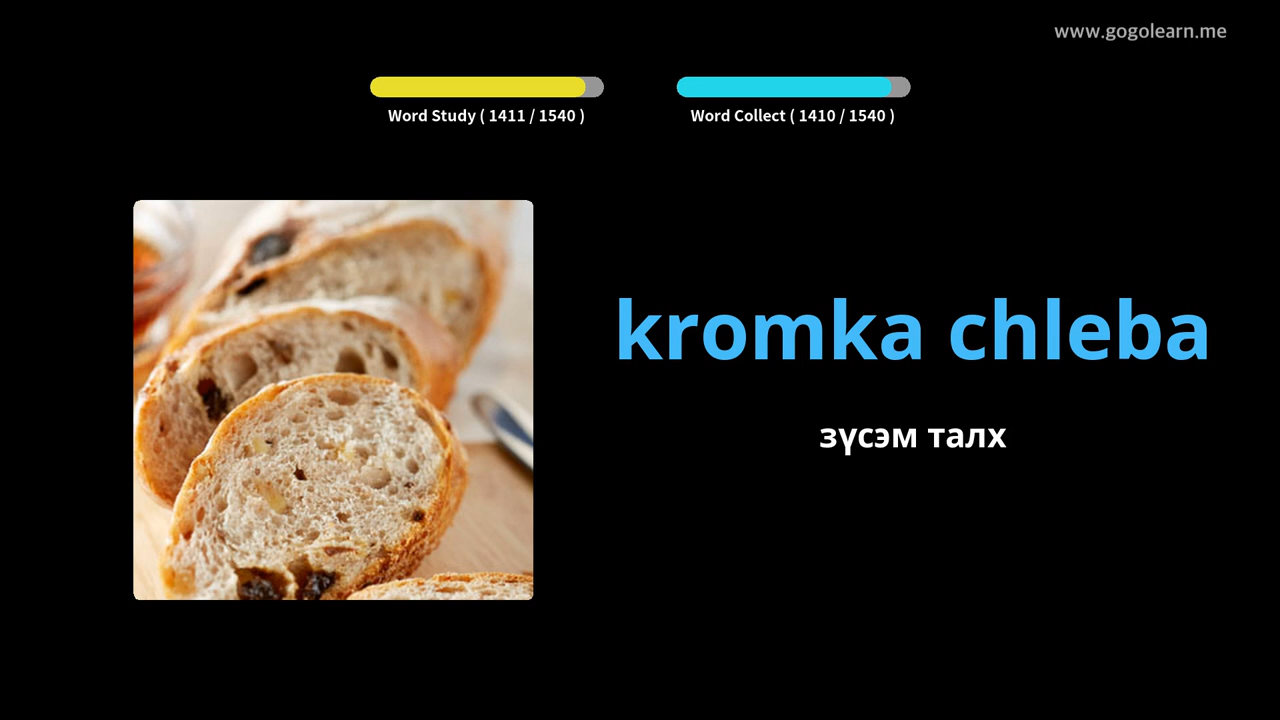 www.gogolearn.me
Word Study ( 1411 / 1540 )
Word Collect ( 1410 / 1540 )
kromka chleba
зүсэм талх